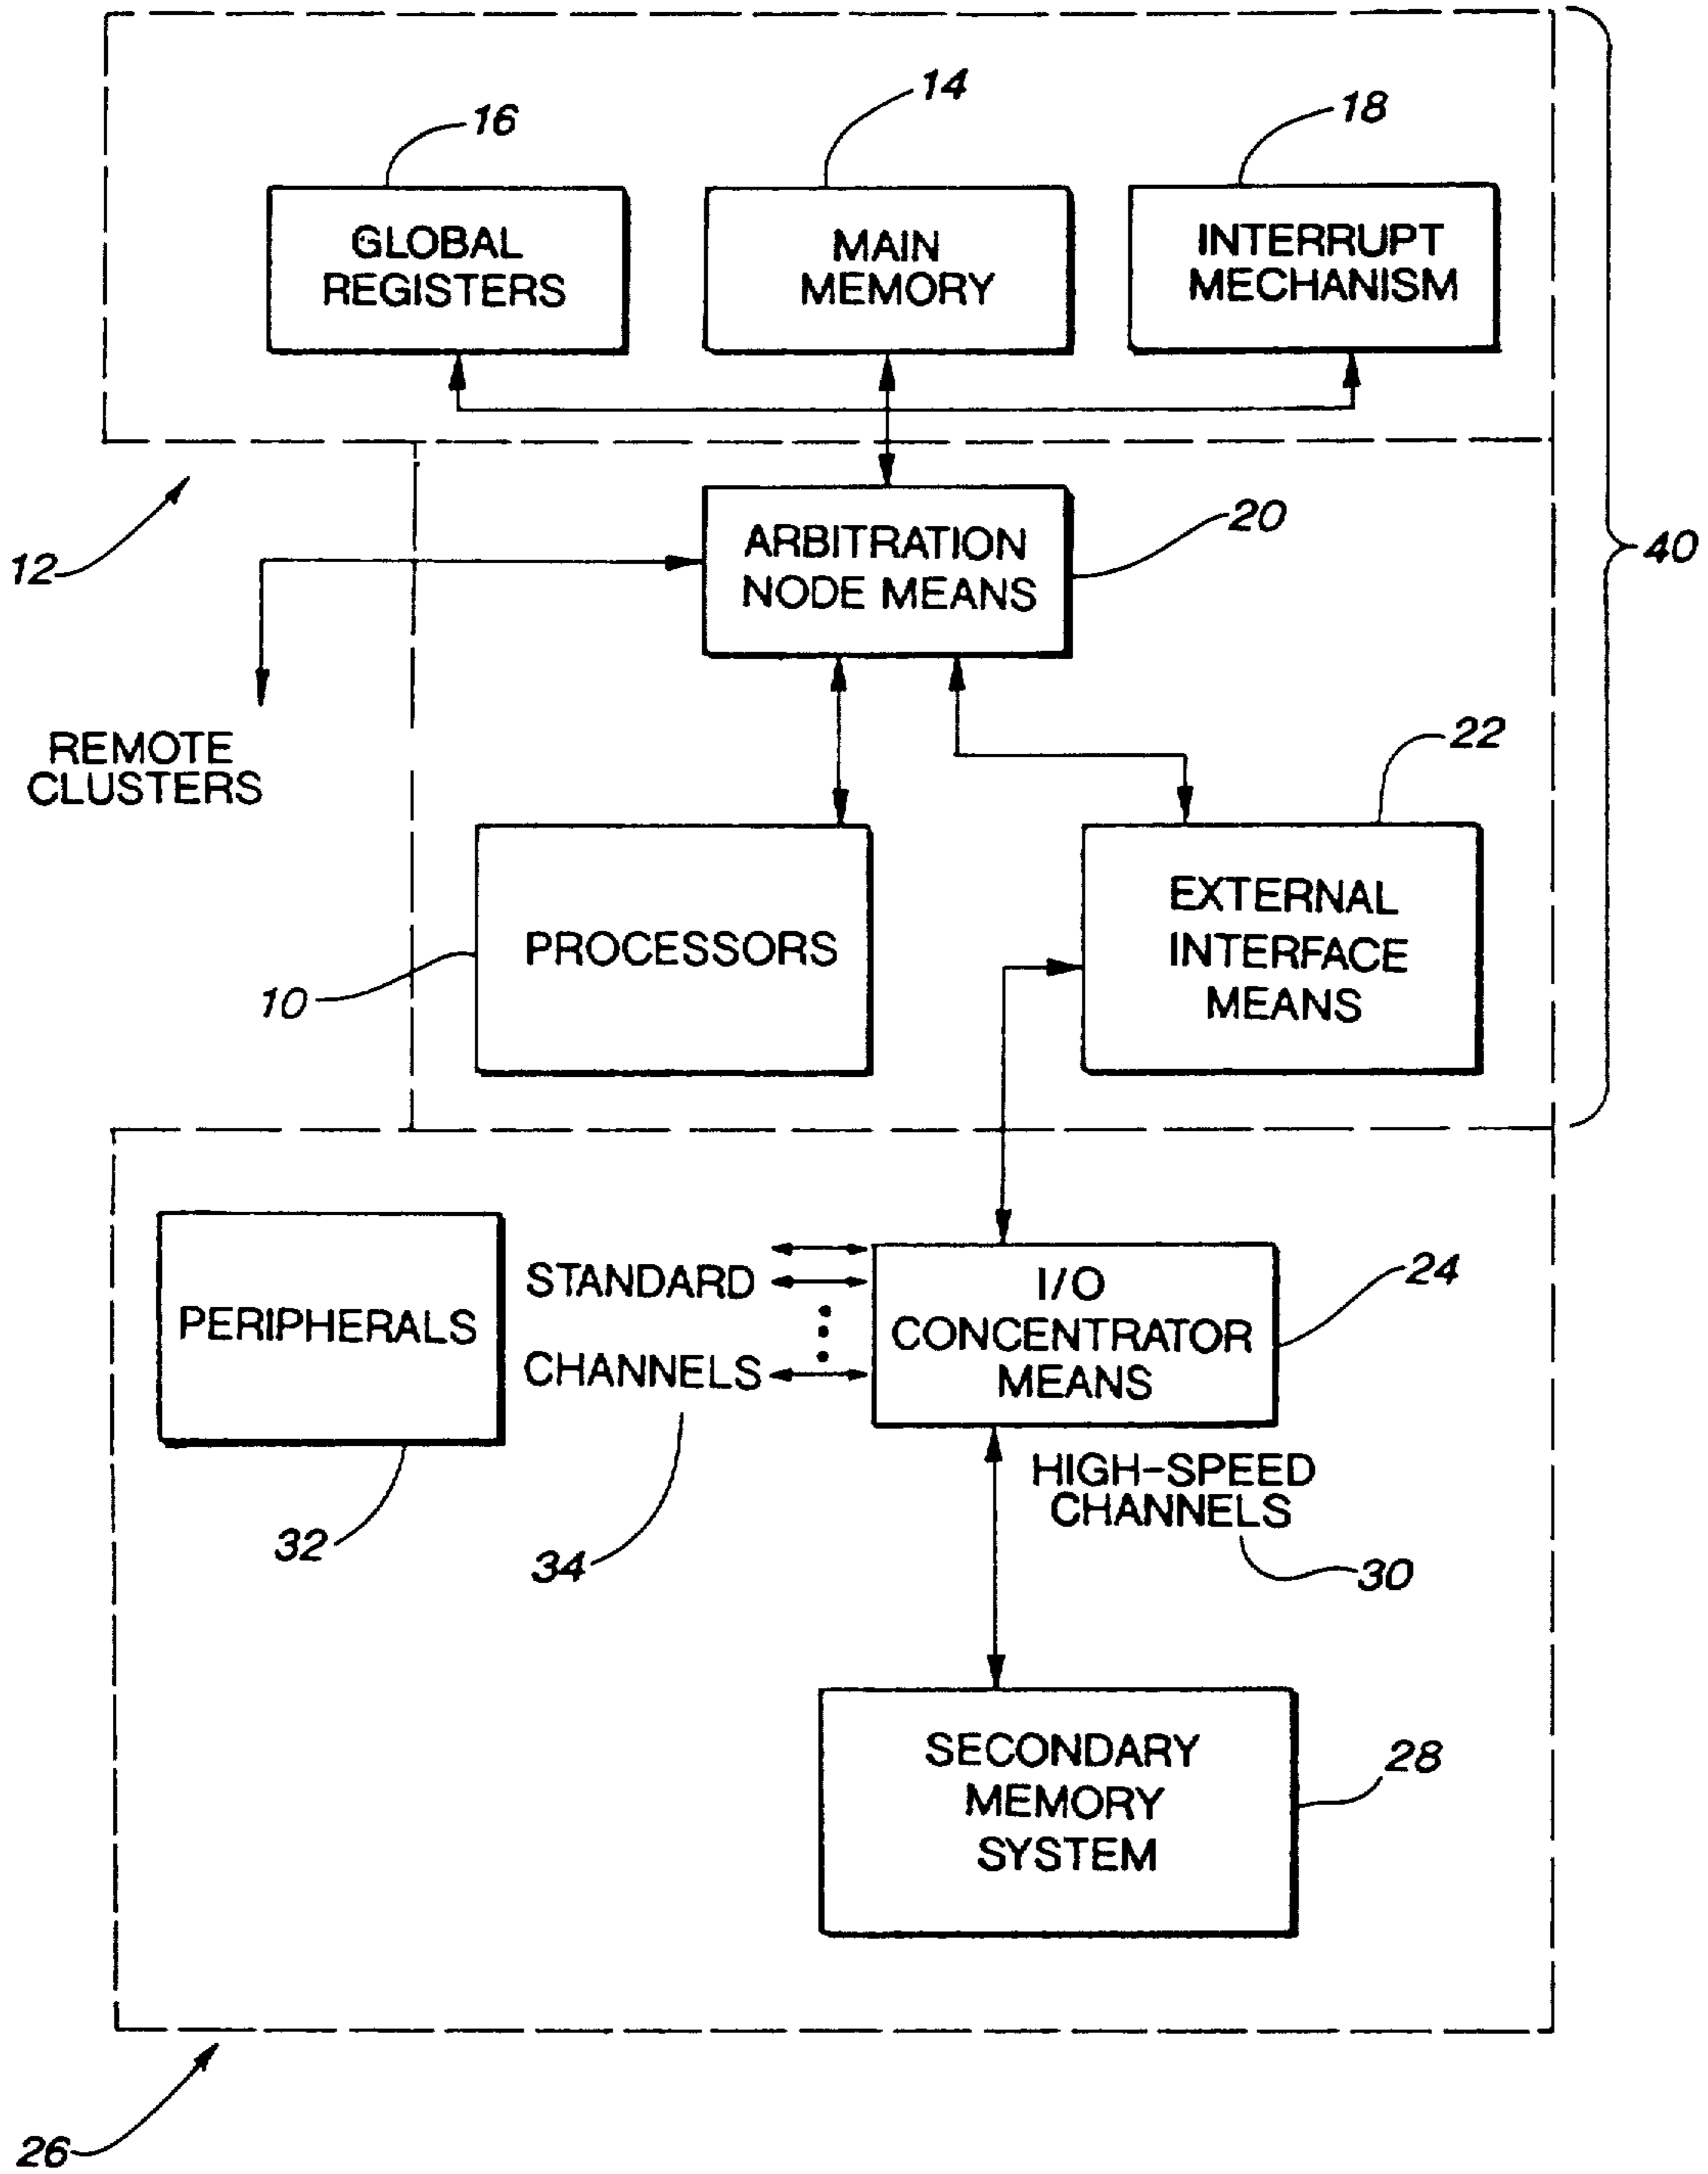 16
14
18
GLOBAL
REGISTERS
MAIN
MEMORY
INTERRUPT
MECHANISM
12
ARBITRATION
NODE MEANS
20
40
REMOTE
CLUSTERS
22
PROCESSORS
10
EXTERNAL
INTERFACE
MEANS
PERIPHERALS
32
STANDARD
CHANNELS
34
I/O
CONCENTRATOR
MEANS
24
HIGH-SPEED
CHANNELS
30
SECONDARY
MEMORY
SYSTEM
28
26